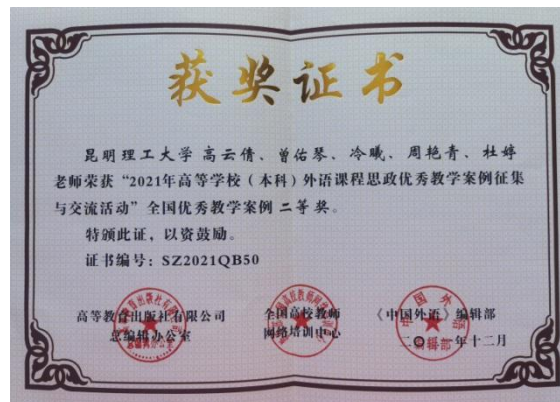 获奖证书
昆明理工大学 高云倩、曾佑琴、冷曦、周艳青、杜婷
老师荣获“2021年高等学校（本科）外语课程思政优秀教学案例征集
与交流活动”全国优秀教学案例 二等奖。
特颁此证，以资鼓励。
证书编号：SZ2021QB50
高等教育出版社有限公司 全国高校教师 《中国外语》编辑部
总编辑办公室 网络培训中心 二〇 年十二月